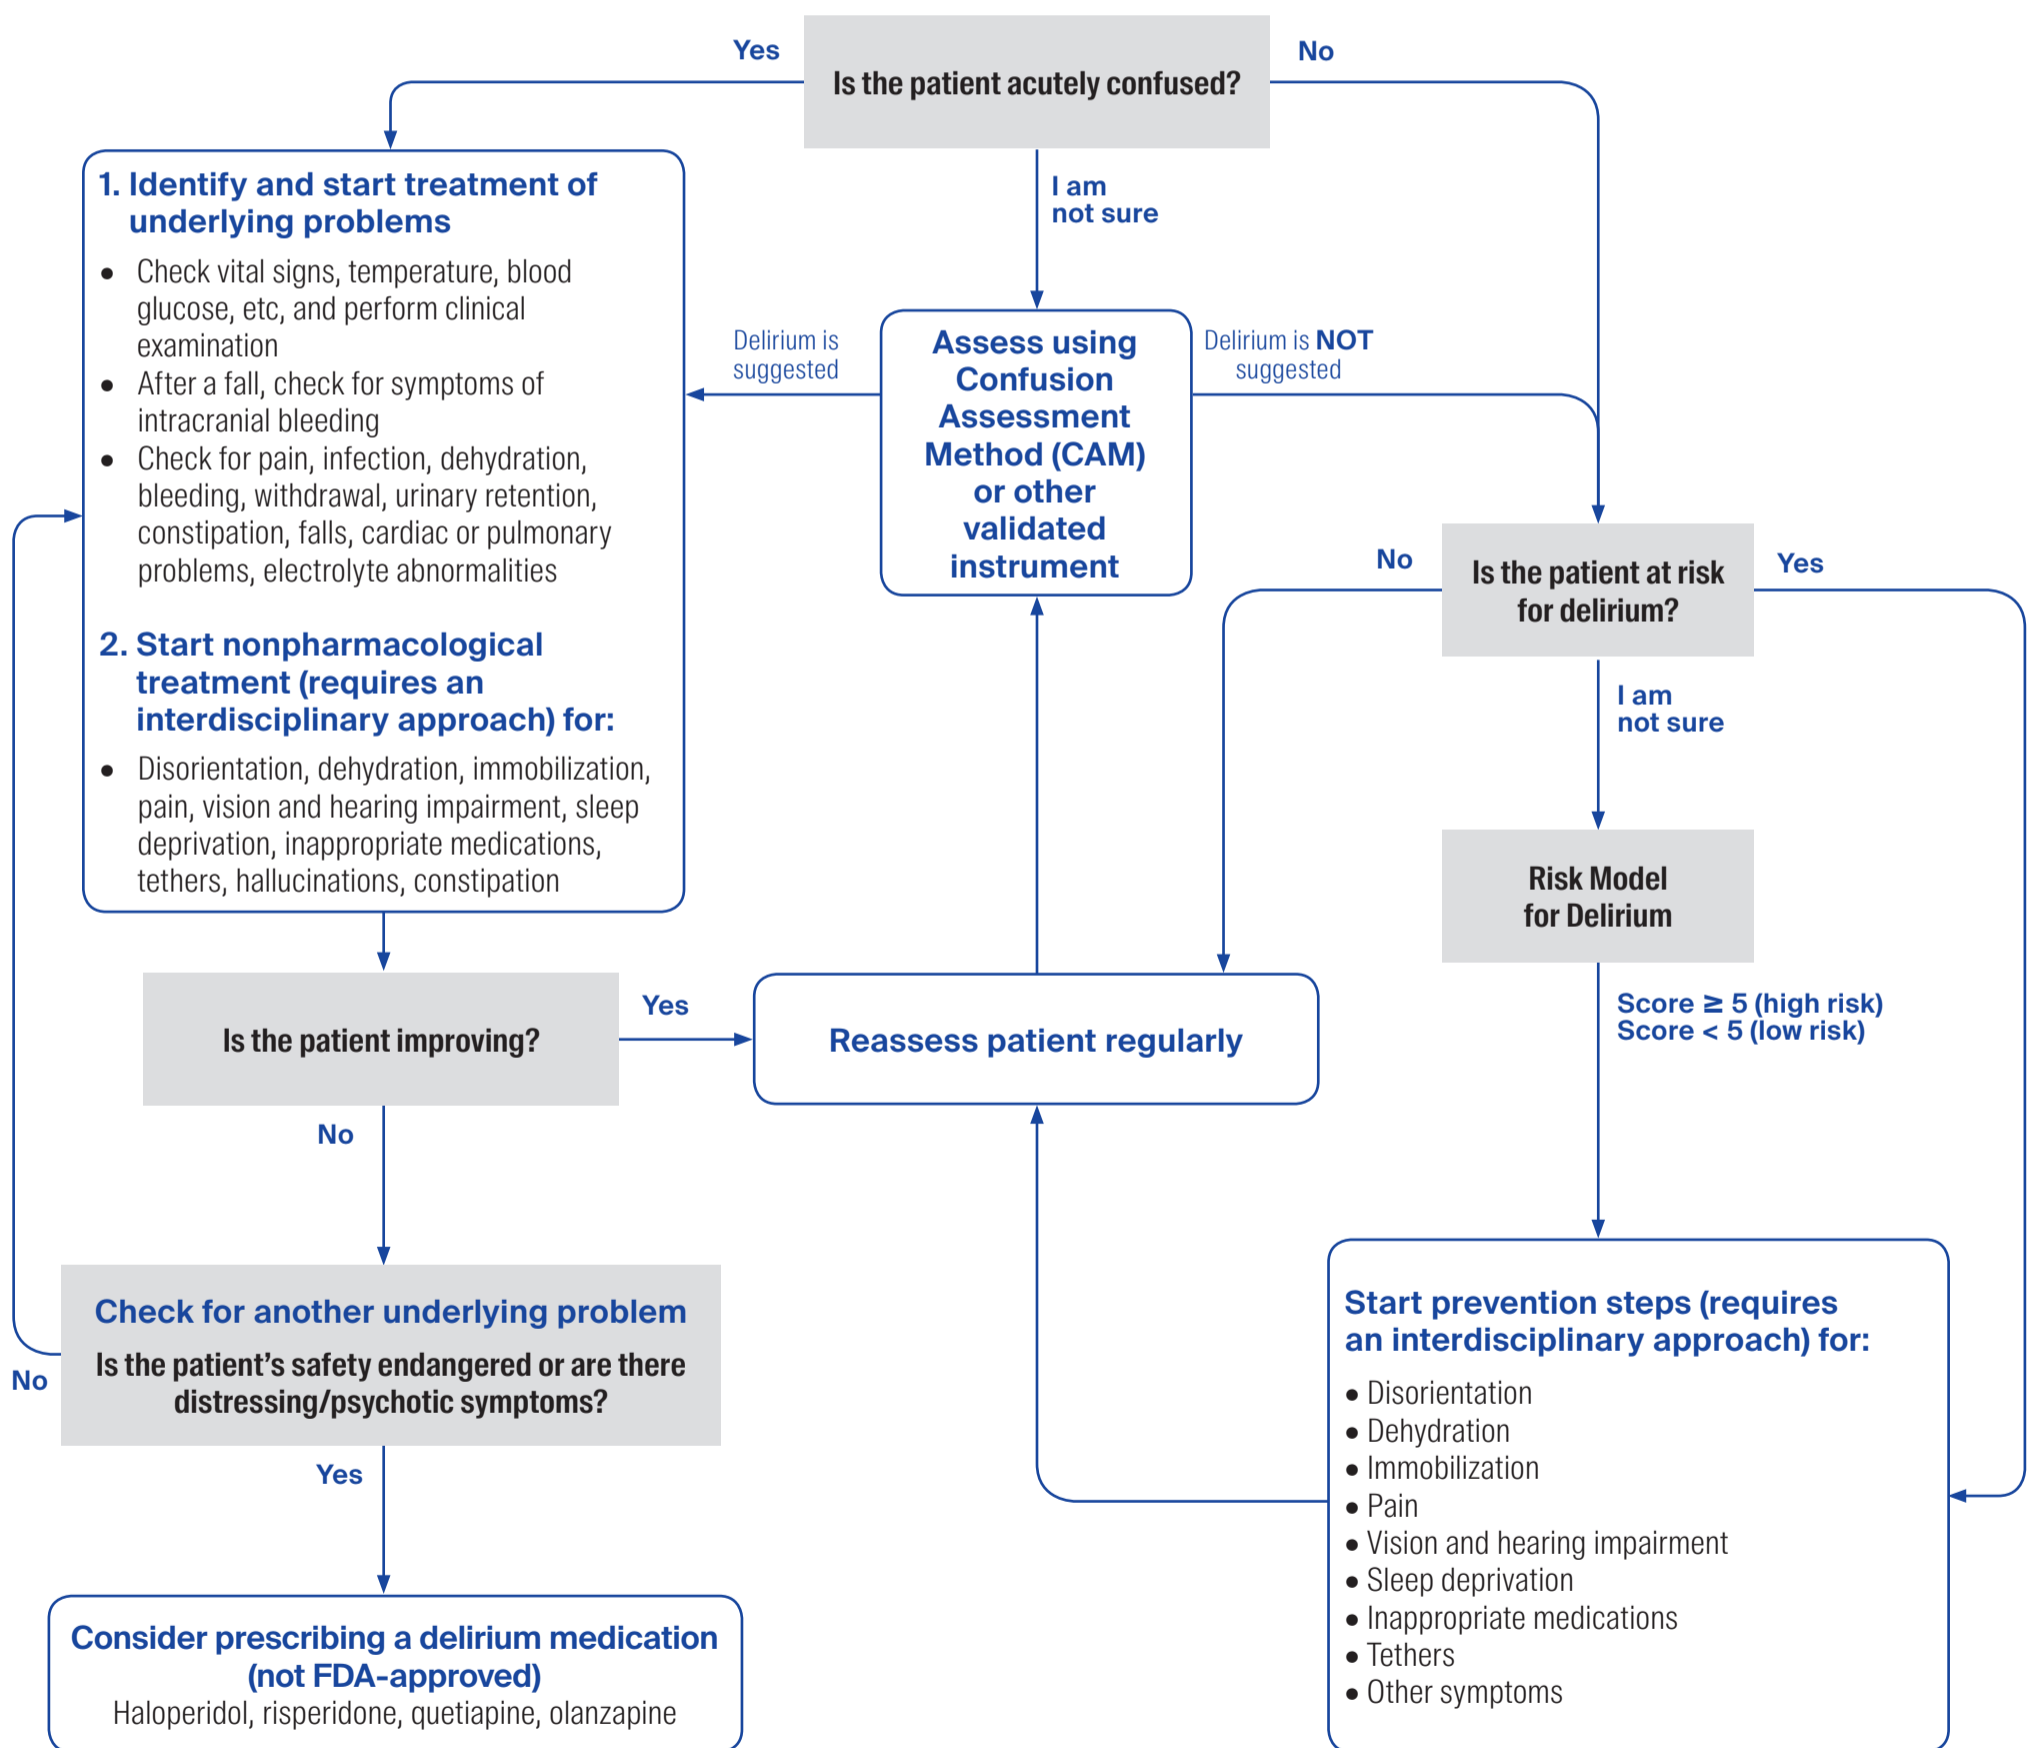 Is the patient acutely confused?
Yes
No
I am
not sure
1. Identify and start treatment of
underlying problems
• Check vital signs, temperature, blood
glucose, etc, and perform clinical
examination
• After a fall, check for symptoms of
intracranial bleeding
• Check for pain, infection, dehydration,
bleeding, withdrawal, urinary retention,
constipation, falls, cardiac or pulmonary
problems, electrolyte abnormalities
2. Start nonpharmacological
treatment (requires an
interdisciplinary approach) for:
• Disorientation, dehydration, immobilization,
pain, vision and hearing impairment, sleep
deprivation, inappropriate medications,
tethers, hallucinations, constipation
Delirium is
suggested
Assess using
Confusion
Assessment
Method (CAM)
or other
validated
instrument
Delirium is NOT
suggested
No
Is the patient at risk
for delirium?
Yes
I am
not sure
Risk Model
for Delirium
Score ≥ 5 (high risk)
Score < 5 (low risk)
Is the patient improving?
Yes
Reassess patient regularly
No
Check for another underlying problem
Is the patient's safety endangered or are there
distressing/psychotic symptoms?
No
Yes
Consider prescribing a delirium medication
(not FDA-approved)
Haloperidol, risperidone, quetiapine, olanzapine
Start prevention steps (requires
an interdisciplinary approach) for:
• Disorientation
• Dehydration
• Immobilization
• Pain
• Vision and hearing impairment
• Sleep deprivation
• Inappropriate medications
• Tethers
• Other symptoms